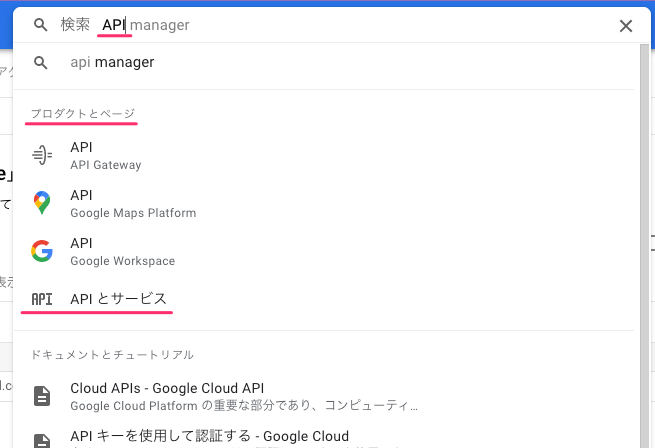 検索 API manager
api manager
プロダクトとページ
API
API Gateway
API
Google Maps Platform
API
Google Workspace
API API とサービス
ドキュメントとチュートリアル
Cloud APIs - Google Cloud API
Google Cloud Platform の重要な部分であり、コンピューティ...
API キーを使用して認証する - Google Cloud